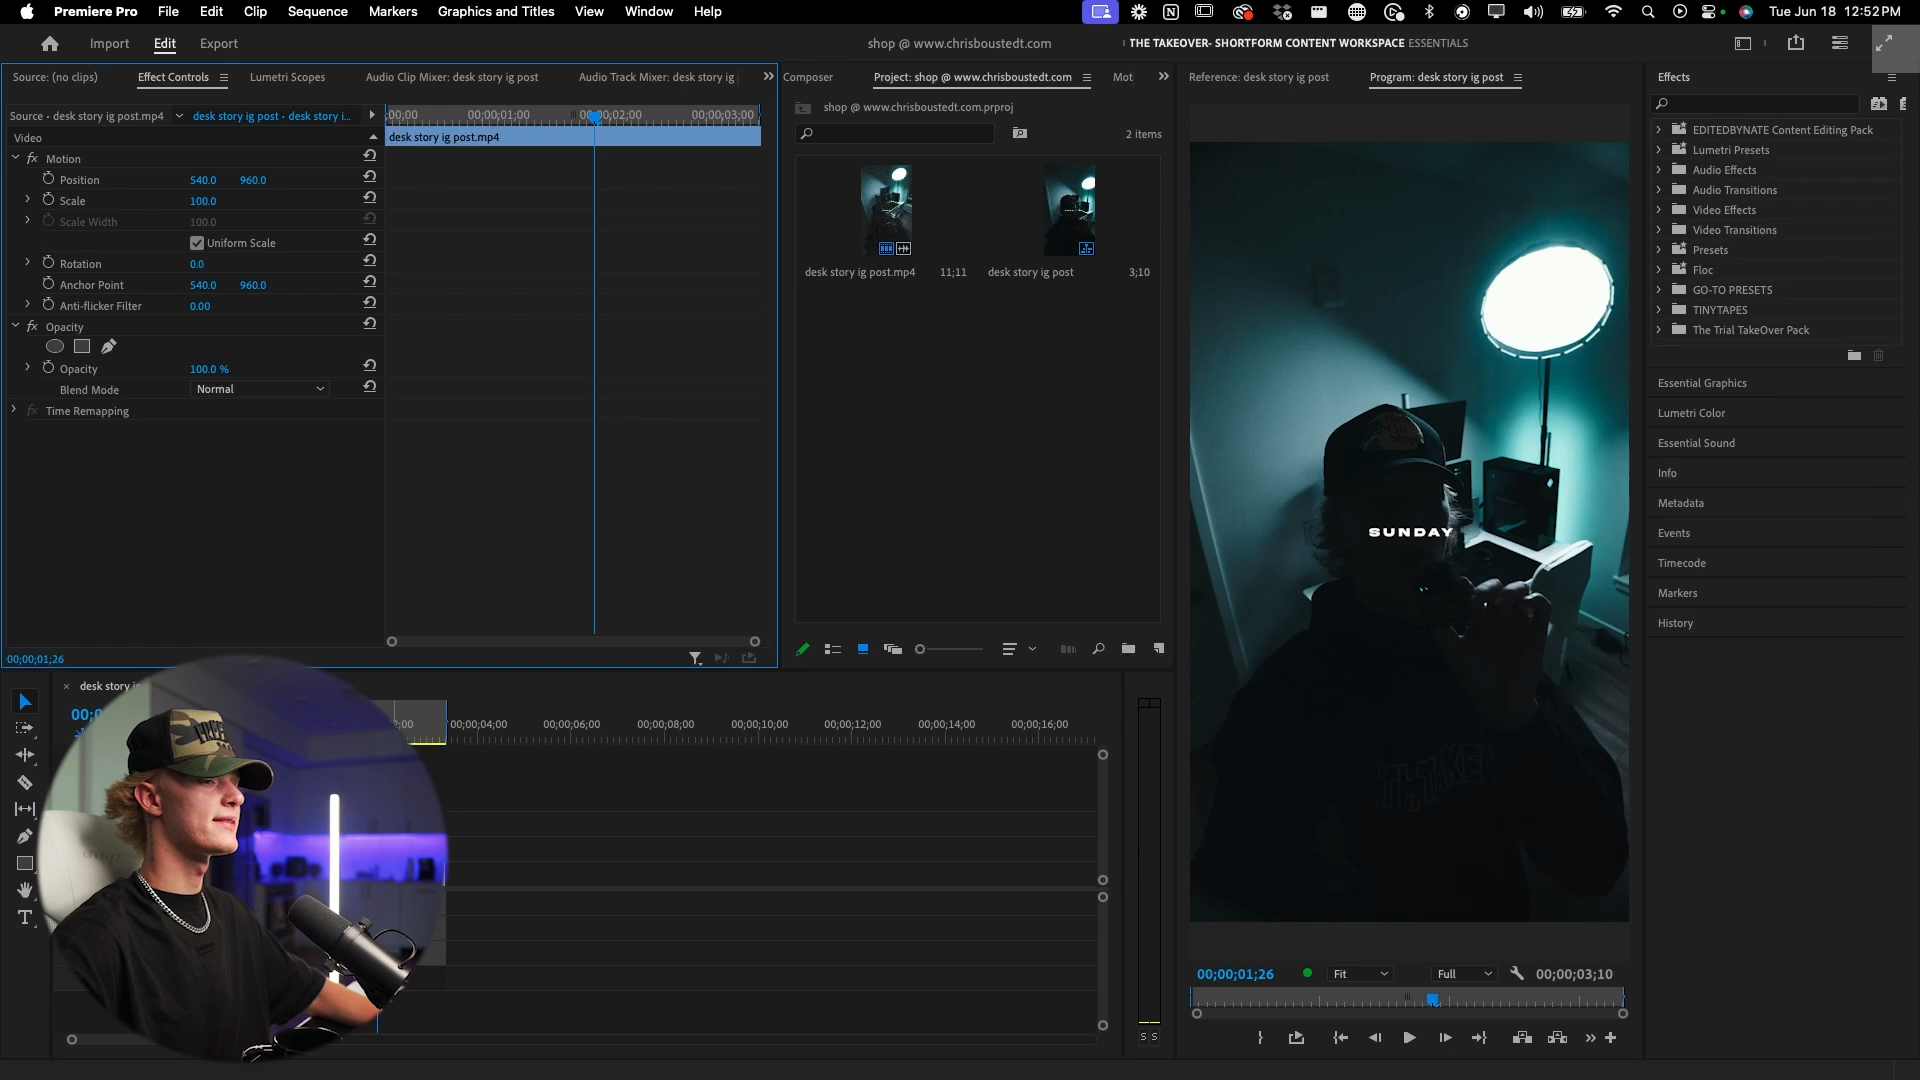 Premiere Pro File Edit Clip Sequence Markers Graphics and Titles View Window Help Tue Jun 18 12:52 PM
Import Edit Export shop @ www.chrisboustedt.com THE TAKEOVER- SHORTFORM CONTENT WORKSPACE ESSENTIALS
Source: (no clips) Effect Controls Lumetri Scopes Audio Clip Mixer: desk story ig post Audio Track Mixer: desk story ig
Source • desk story ig post.mp4 desk story ig post • desk story i...
:00;00 00;00;01;00 00;00;02;00 00;00;03;00
Video
desk story ig post.mp4
fx Motion
Position 540.0 960.0
Scale 100.0
Scale Width 100.0
Uniform Scale
Rotation 0.0
Anchor Point 540.0 960.0
Anti-flicker Filter 0.00
fx Opacity
Opacity 100.0 %
Blend Mode Normal
fx Time Remapping
00;00;01;26
Composer Project: shop @ www.chrisboustedt.com Mot
shop @ www.chrisboustedt.com.prproj
2 items
desk story ig post.mp4 11;11 desk story ig post 3;10
Reference: desk story ig post Program: desk story ig post
SUNDAY
00;00;01;26 Fit Full 00;00;03;10
Effects
EDITEDBYNATE Content Editing Pack
Lumetri Presets
Audio Effects
Audio Transitions
Video Effects
Video Transitions
Presets
Floc
GO-TO PRESETS
TINYTAPES
The Trial TakeOver Pack
Essential Graphics
Lumetri Color
Essential Sound
Info
Metadata
Events
Timecode
Markers
History
× desk story i
00;0
2;00 00;00;04;00 00;00;06;00 00;00;08;00 00;00;10;00 00;00;12;00 00;00;14;00 00;00;16;00
S S